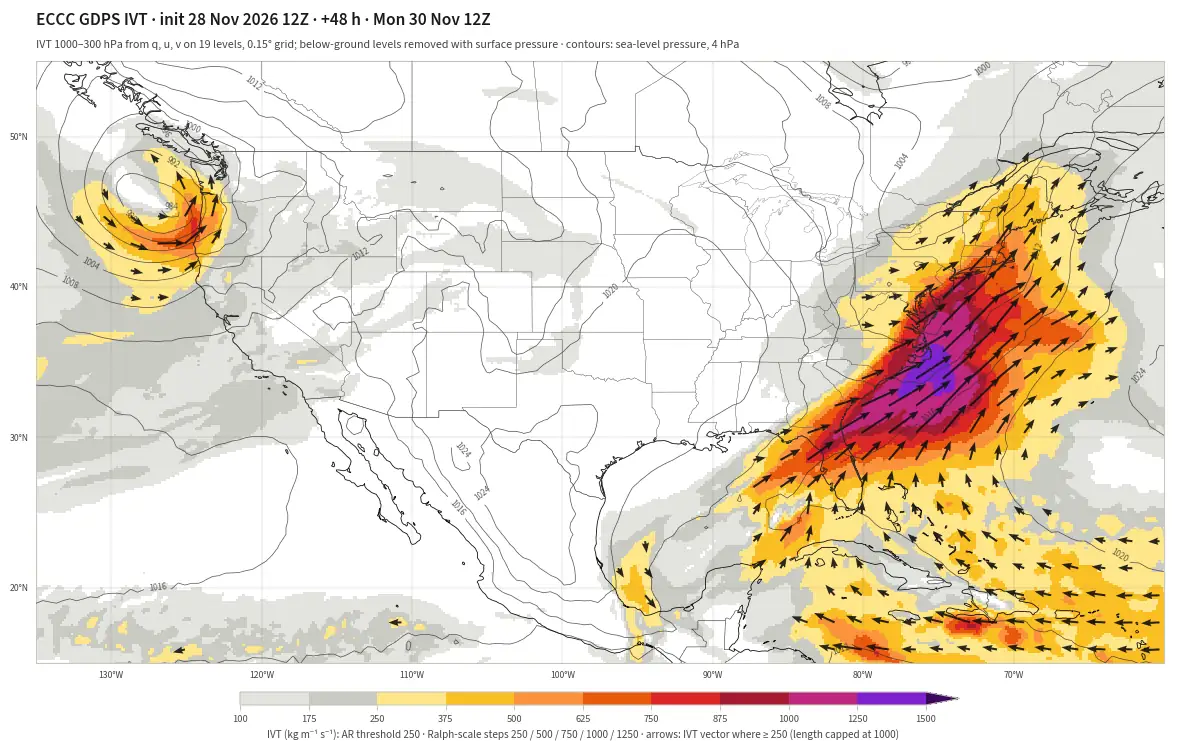 ECCC GDPS IVT · init 28 Nov 2026 12Z · +48 h · Mon 30 Nov 12Z
IVT 1000–300 hPa from q, u, v on 19 levels, 0.15° grid; below-ground levels removed with surface pressure · contours: sea-level pressure, 4 hPa
1012
1000
1000
1008
50°N
992
1004
984
1004
1012
1008
1020
40°N
1024
30°N
1024
1024
1016
1020
20°N
1016
130°W 120°W 110°W 100°W 90°W 80°W 70°W
100 175 250 375 500 625 750 875 1000 1250 1500
IVT (kg m⁻¹ s⁻¹): AR threshold 250 · Ralph-scale steps 250 / 500 / 750 / 1000 / 1250 · arrows: IVT vector where ≥ 250 (length capped at 1000)